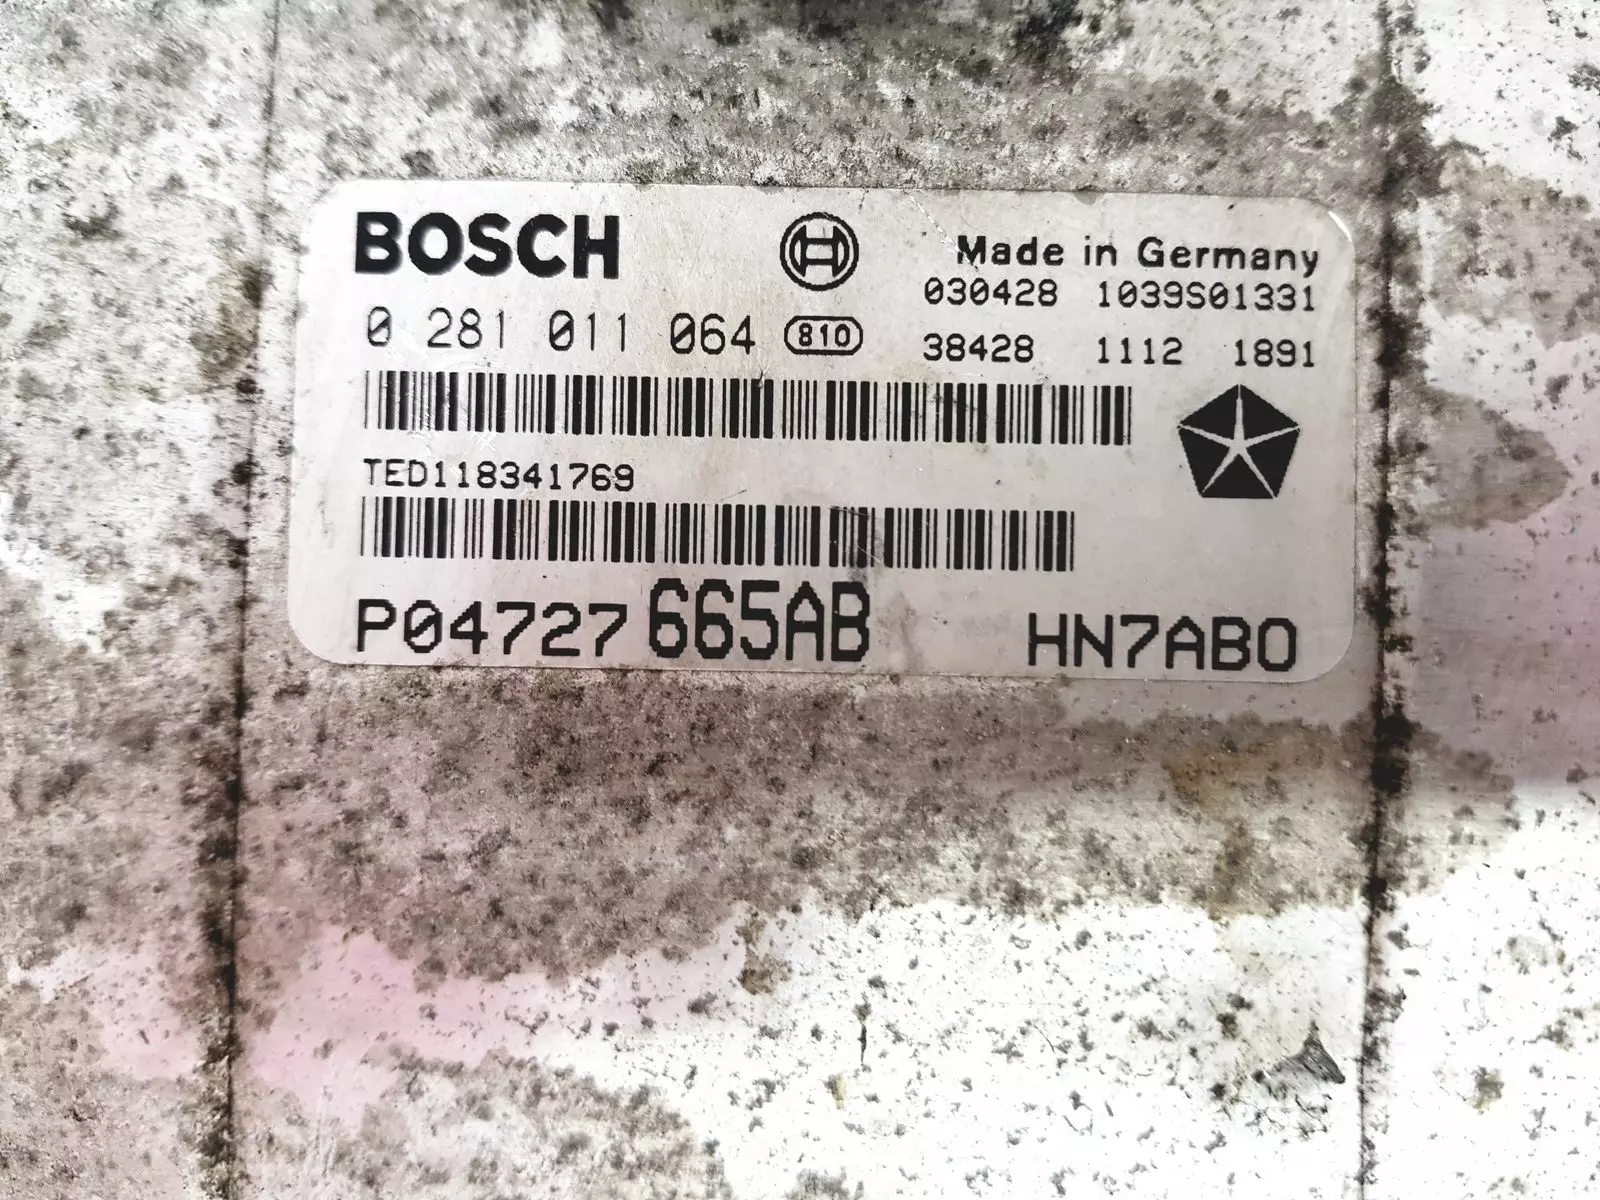 BOSCH
Made in Germany
030428 1039S01331
0 281 011 064 810
38428 1112 1891
TED118341769
P04727665AB HN7AB0